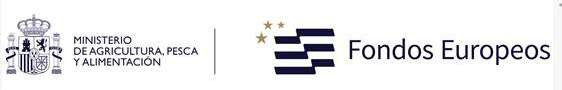 MINISTERIO
DE AGRICULTURA, PESCA
Y ALIMENTACIÓN
Fondos Europeos